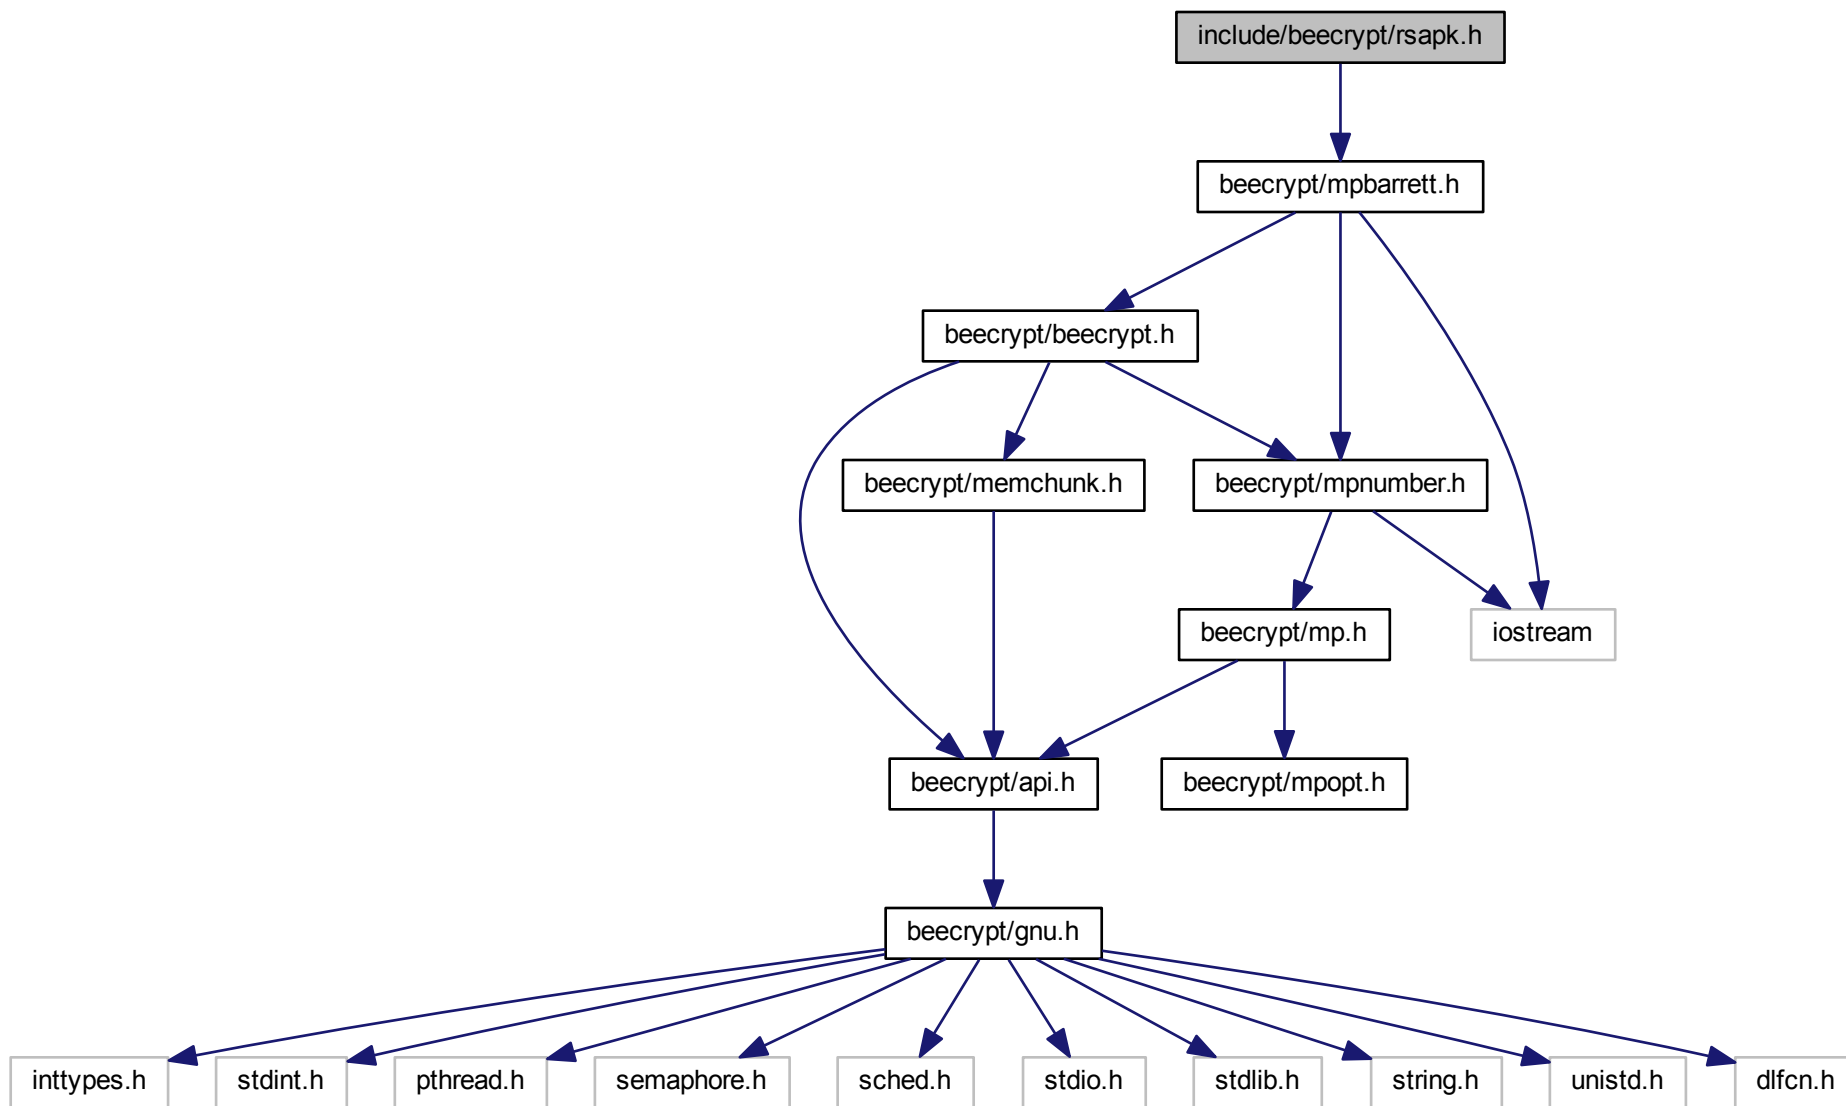 include/beecrypt/rsapk.h
beecrypt/mpbarrett.h
beecrypt/beecrypt.h
beecrypt/memchunk.h
beecrypt/mpnumber.h
beecrypt/mp.h
iostream
beecrypt/api.h
beecrypt/mpopt.h
beecrypt/gnu.h
inttypes.h
stdint.h
pthread.h
semaphore.h
sched.h
stdio.h
stdlib.h
string.h
unistd.h
dlfcn.h